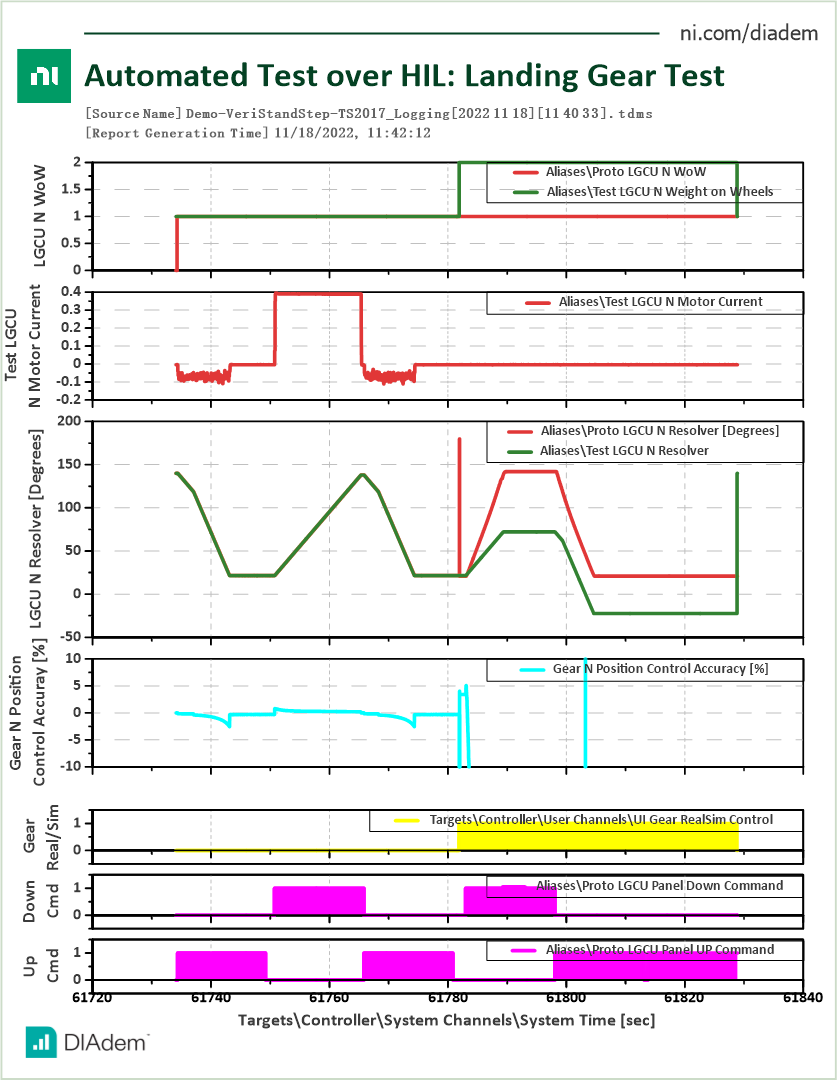 ni.com/diadem
ni
Automated Test over HIL: Landing Gear Test
[Source Name] Demo-VeriStandStep-TS2017_Logging[2022 11 18][11 40 33]. tdms
[Report Generation Time] 11/18/2022, 11:42:12
LGCU N WoW
2
1.5
1
0.5
0
Aliases\Proto LGCU N WoW
Aliases\Test LGCU N Weight on Wheels
Test LGCU
N Motor Current
0.4
0.3
0.2
0.1
0
-0.1
-0.2
Aliases\Test LGCU N Motor Current
LGCU N Resolver [Degrees]
200
150
100
50
0
-50
Aliases\Proto LGCU N Resolver [Degrees]
Aliases\Test LGCU N Resolver
Gear N Position
Control Accuray [%]
10
5
0
-5
-10
Gear N Position Control Accuracy [%]
Gear
Real/Sim
1
0
Targets\Controller\User Channels\UI Gear RealSim Control
Down
Cmd
1
0
Aliases\Proto LGCU Panel Down Command
Up
Cmd
1
0
Aliases\Proto LGCU Panel UP Command
61720 61740 61760 61780 61800 61820 61840
Targets\Controller\System Channels\System Time [sec]
DIAdem